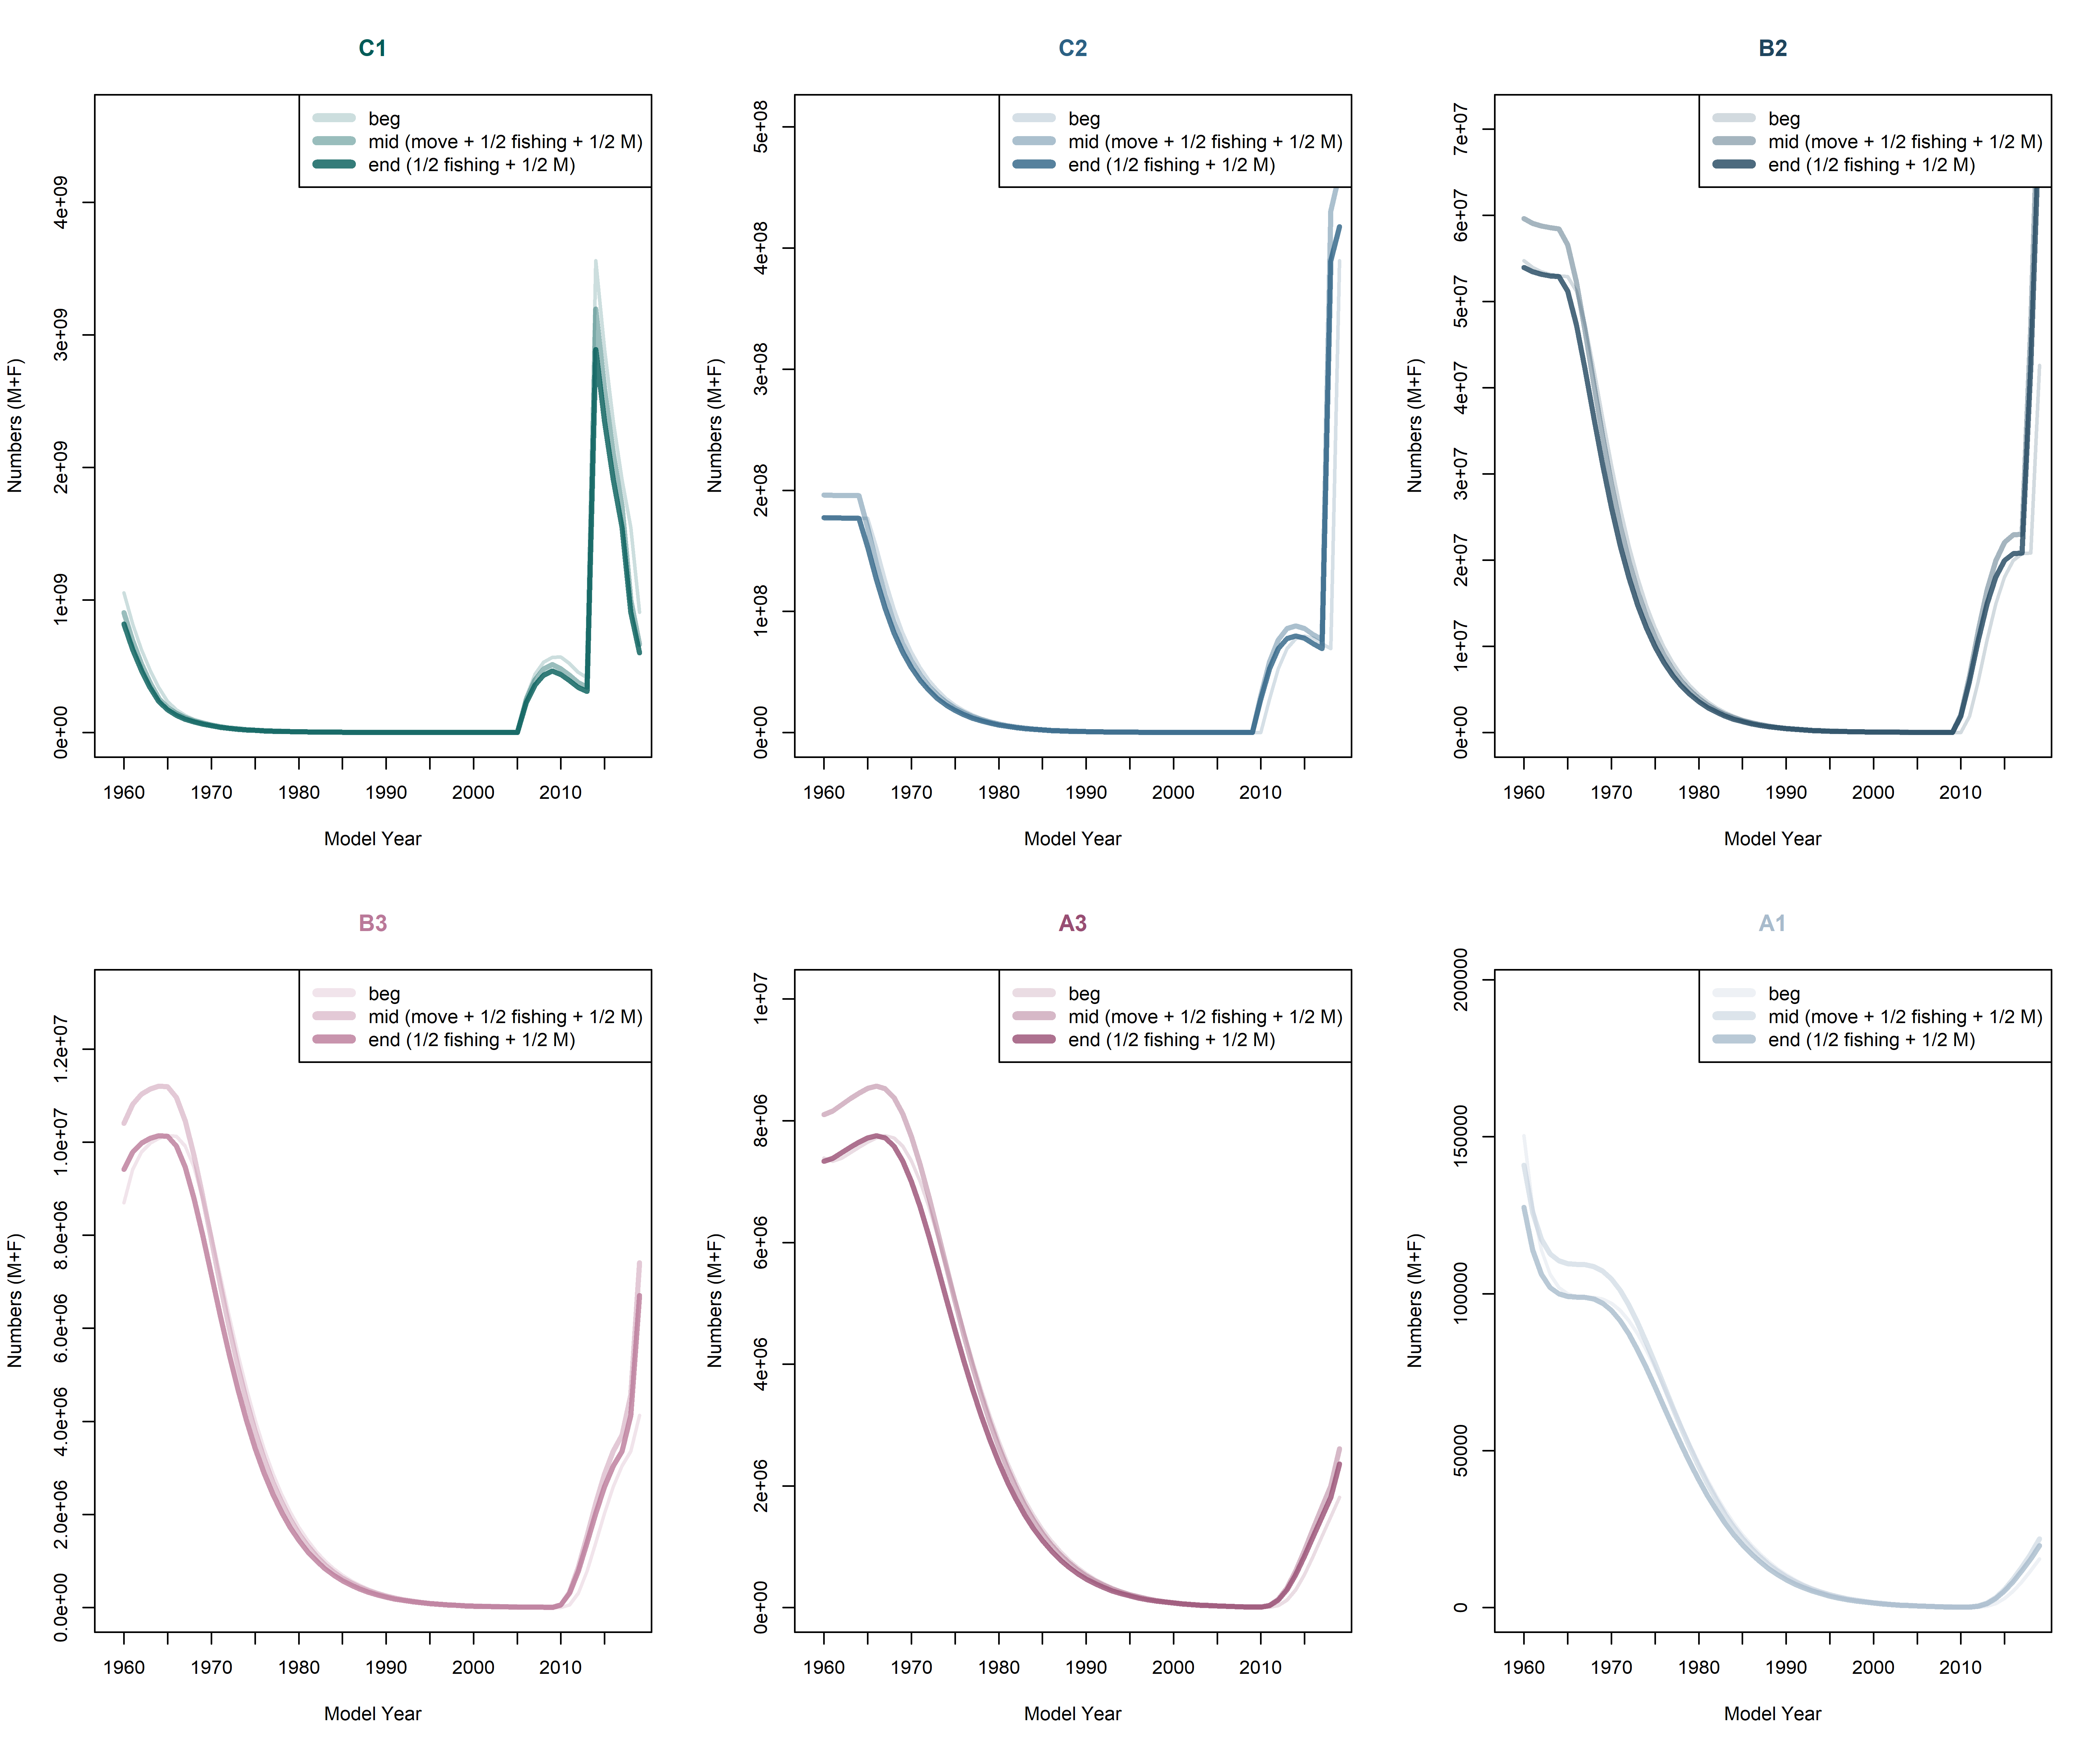 C1
beg
mid (move + 1/2 fishing + 1/2 M)
end (1/2 fishing + 1/2 M)
Numbers (M+F)
0e+00 1e+09 2e+09 3e+09 4e+09
1960 1970 1980 1990 2000 2010
Model Year
C2
beg
mid (move + 1/2 fishing + 1/2 M)
end (1/2 fishing + 1/2 M)
Numbers (M+F)
0e+00 1e+08 2e+08 3e+08 4e+08 5e+08
1960 1970 1980 1990 2000 2010
Model Year
B2
beg
mid (move + 1/2 fishing + 1/2 M)
end (1/2 fishing + 1/2 M)
Numbers (M+F)
0e+00 1e+07 2e+07 3e+07 4e+07 5e+07 6e+07 7e+07
1960 1970 1980 1990 2000 2010
Model Year
B3
beg
mid (move + 1/2 fishing + 1/2 M)
end (1/2 fishing + 1/2 M)
Numbers (M+F)
0.0e+00 2.0e+06 4.0e+06 6.0e+06 8.0e+06 1.0e+07 1.2e+07
1960 1970 1980 1990 2000 2010
Model Year
A3
beg
mid (move + 1/2 fishing + 1/2 M)
end (1/2 fishing + 1/2 M)
Numbers (M+F)
0e+00 2e+06 4e+06 6e+06 8e+06 1e+07
1960 1970 1980 1990 2000 2010
Model Year
A1
beg
mid (move + 1/2 fishing + 1/2 M)
end (1/2 fishing + 1/2 M)
Numbers (M+F)
0 50000 100000 150000 200000
1960 1970 1980 1990 2000 2010
Model Year